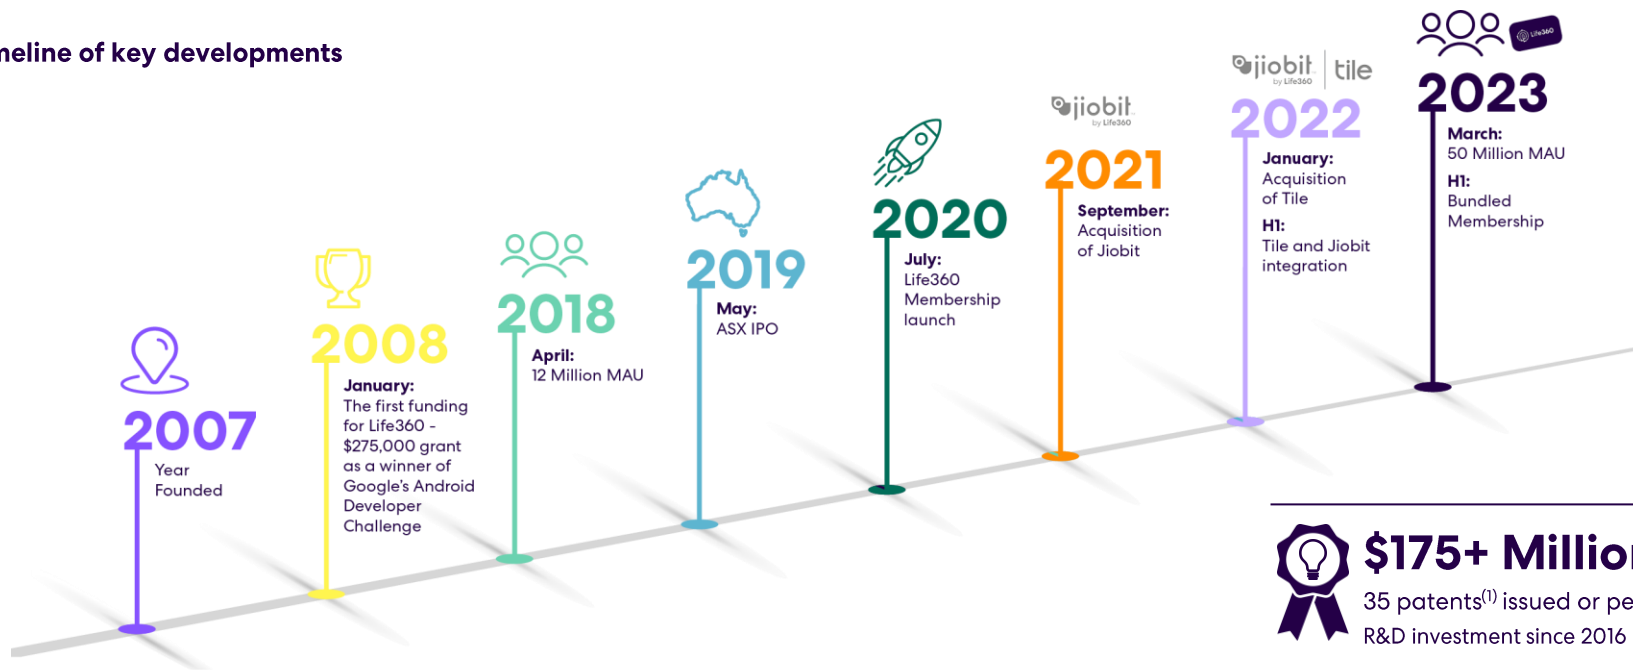 of key developments
2007
Year
Founded
2008
January:
The first funding
for Life360 -
$275,000 grant
as a winner of
Google's Android
Developer
Challenge
2018
April:
12 Million MAU
2019
May:
ASX IPO
2020
July:
Life360
Membership
launch
jiobit
by Life360
2021
September:
Acquisition
of Jiobit
jiobit
by Life360
tile
2022
January:
Acquisition
of Tile
H1:
Tile and Jiobit
integration
Life360
2023
March:
50 Million MAU
H1:
Bundled
Membership
$175+
35 patents(1) issued or
R&D investment since 2016